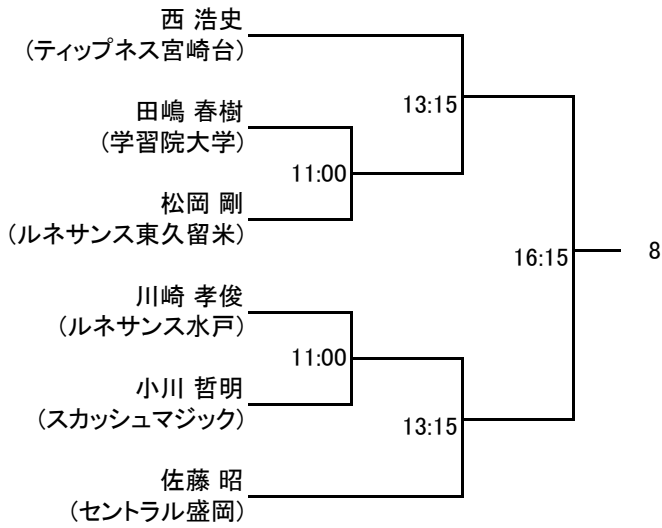 西 浩史
(ティップネス宮崎台)
13:15
田嶋 春樹
(学習院大学)
11:00
松岡 剛
(ルネサンス東久留米)
16:15
8
川崎 孝俊
(ルネサンス水戸)
11:00
小川 哲明
(スカッシュマジック)
13:15
佐藤 昭
(セントラル盛岡)